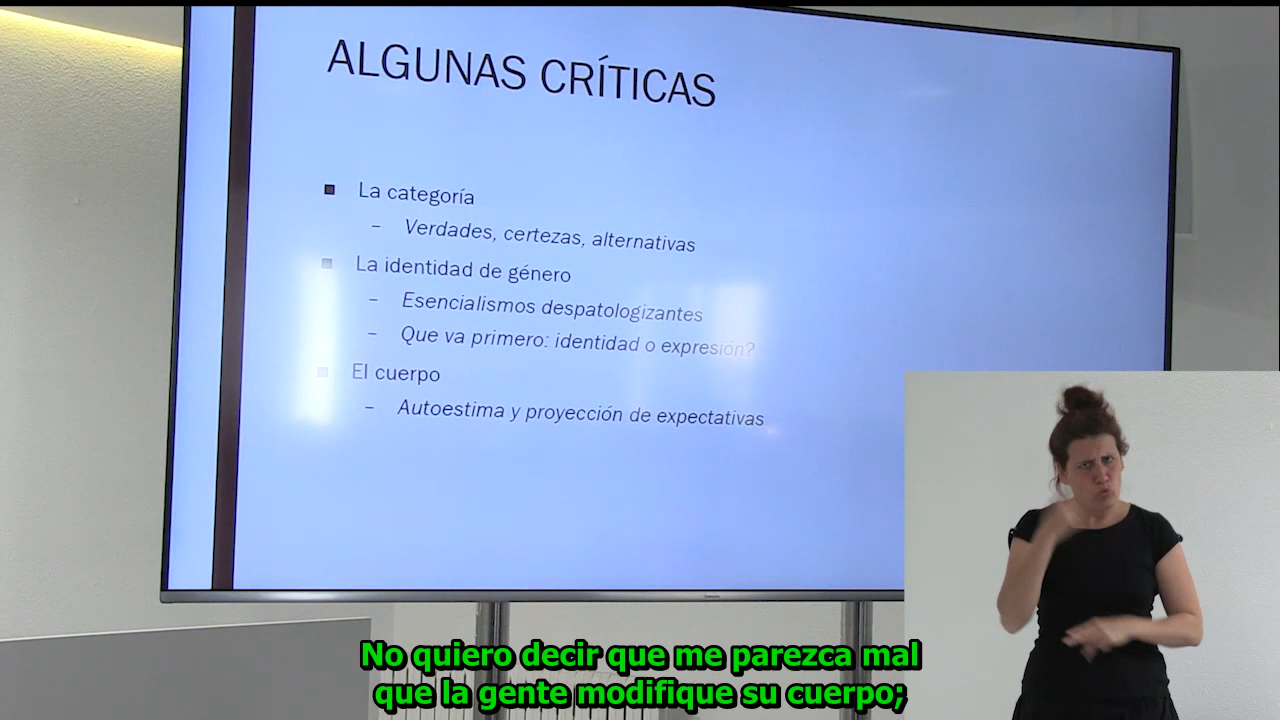 ALGUNAS CRÍTICAS
La categoría
– Verdades, certezas, alternativas
La identidad de género
– Esencialismos despatologizantes
– Que va primero: identidad o expresión?
El cuerpo
– Autoestima y proyección de expectativas
No quiero decir que me parezca mal
que la gente modifique su cuerpo;